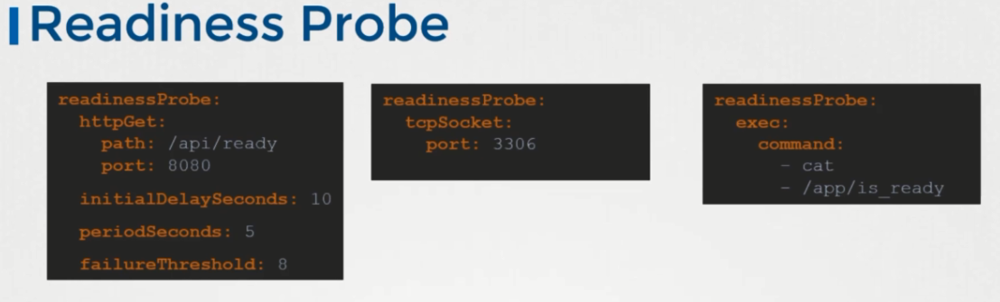 Readiness Probe
readinessProbe:
  httpGet:
    path: /api/ready
    port: 8080
  initialDelaySeconds: 10
  periodSeconds: 5
  failureThreshold: 8
readinessProbe:
  tcpSocket:
    port: 3306
readinessProbe:
  exec:
    command:
      - cat
      - /app/is_ready